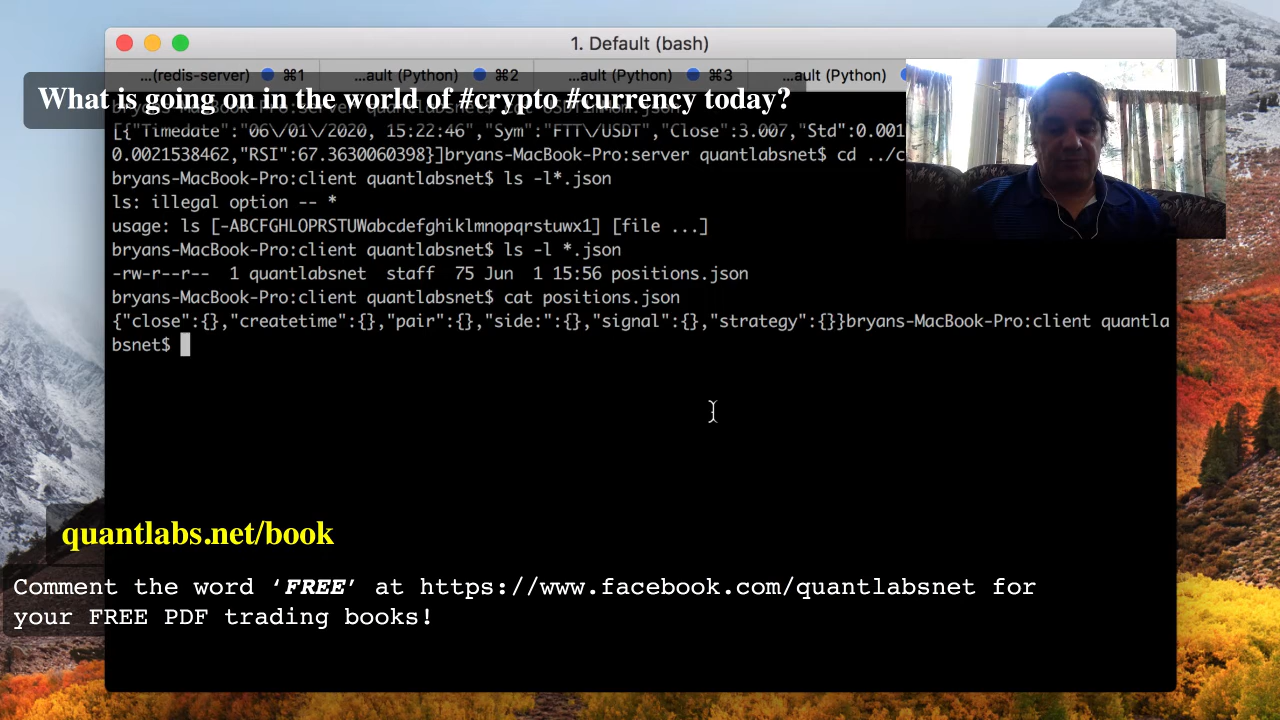 1. Default (bash)
...(redis-server) ⌘1 ...ault (Python) ⌘2 ...ault (Python) ⌘3 ...ault (Python)
What is going on in the world of #crypto #currency today?
[{"Timedate":"06\/01\/2020, 15:22:46","Sym":"FTT\/USDT","Close":3.007,"Std":0.001
0.0021538462,"RSI":67.3630060398}]bryans-MacBook-Pro:server quantlabsnet$ cd ../c
bryans-MacBook-Pro:client quantlabsnet$ ls -l*.json
ls: illegal option -- *
usage: ls [-ABCFGHLOPRSTUWabcdefghiklmnopqrstuwx1] [file ...]
bryans-MacBook-Pro:client quantlabsnet$ ls -l *.json
-rw-r--r-- 1 quantlabsnet staff 75 Jun 1 15:56 positions.json
bryans-MacBook-Pro:client quantlabsnet$ cat positions.json
{"close":{},"createtime":{},"pair":{},"side:":{},"signal":{},"strategy":{}}bryans-MacBook-Pro:client quantla
bsnet$
quantlabs.net/book
Comment the word ‘FREE’ at https://www.facebook.com/quantlabsnet for
your FREE PDF trading books!